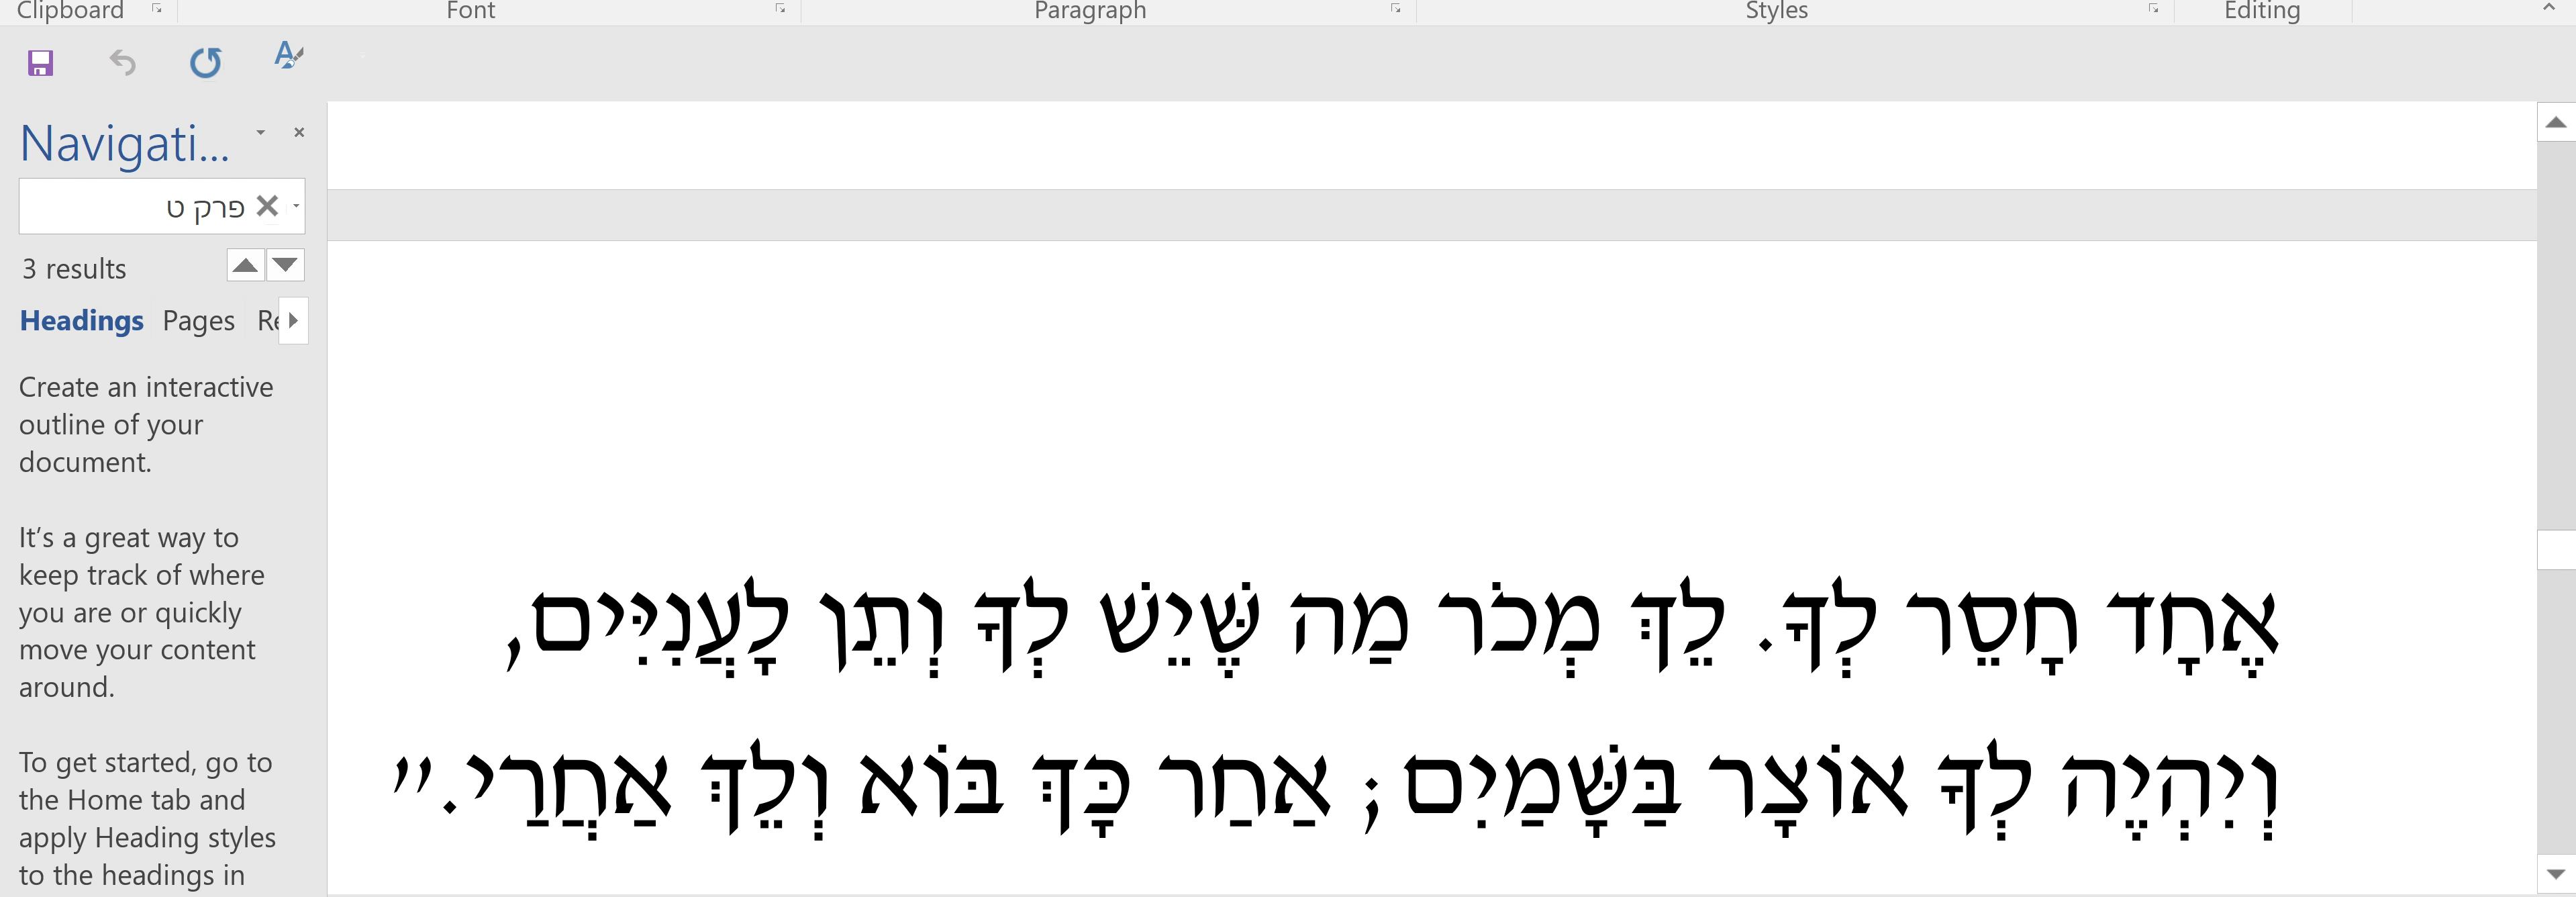 Clipboard Font Paragraph Styles Editing
Navigati...
פרק ט
3 results
Headings Pages Re
Create an interactive
outline of your
document.
It's a great way to
keep track of where
you are or quickly
move your content
around.
To get started, go to
the Home tab and
apply Heading styles
to the headings in
אֶחָד חָסֵר לְךָ. לֵךְ מְכֹר מַה שֶּׁיֵּשׁ לְךָ וְתֵן לָעֲנִיִּים,
וְיִהְיֶה לְךָ אוֹצָר בַּשָּׁמַיִם; אַחַר כָּךְ בּוֹא וְלֵךְ אַחֲרַי.״